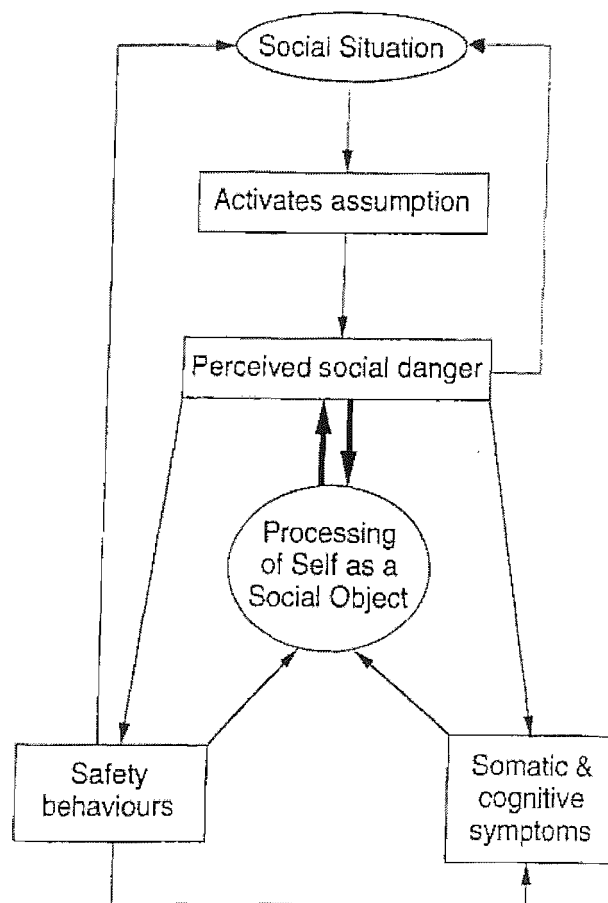 Social Situation
Activates assumption
Perceived social danger
Processing
of Self as a
Social Object
Safety
behaviours
Somatic &
cognitive
symptoms